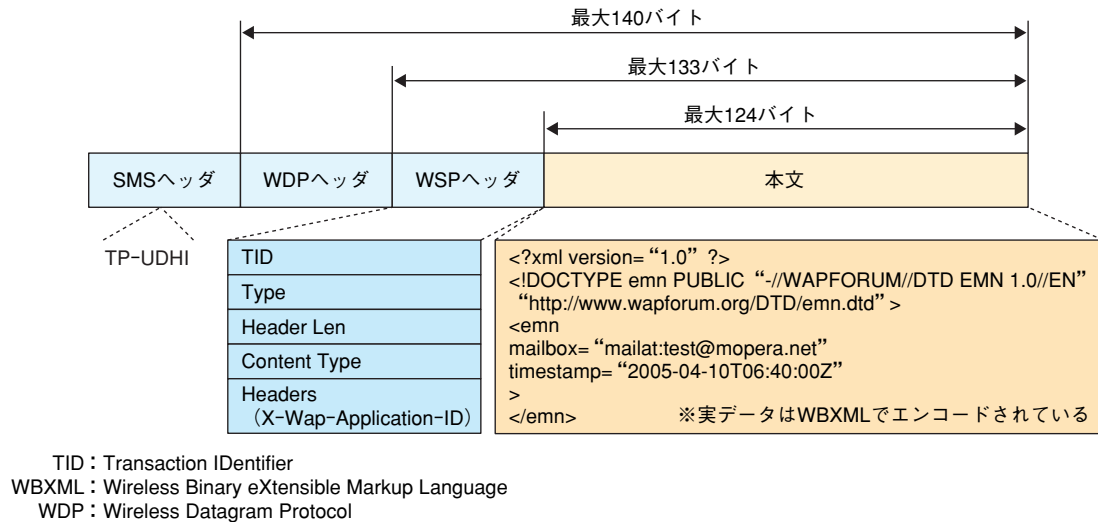 最大140バイト
最大133バイト
最大124バイト
SMSヘッダ
WDPヘッダ
WSPヘッダ
本文
TP-UDHI
TID
Type
Header Len
Content Type
Headers
（X-Wap-Application-ID）
<?xml version= “1.0” ?>
<!DOCTYPE emn PUBLIC “-//WAPFORUM//DTD EMN 1.0//EN”
“http://www.wapforum.org/DTD/emn.dtd” >
<emn
mailbox= “mailat:test@mopera.net”
timestamp= “2005-04-10T06:40:00Z”
>
</emn> ※実データはWBXMLでエンコードされている
TID：Transaction IDentifier
WBXML：Wireless Binary eXtensible Markup Language
WDP：Wireless Datagram Protocol